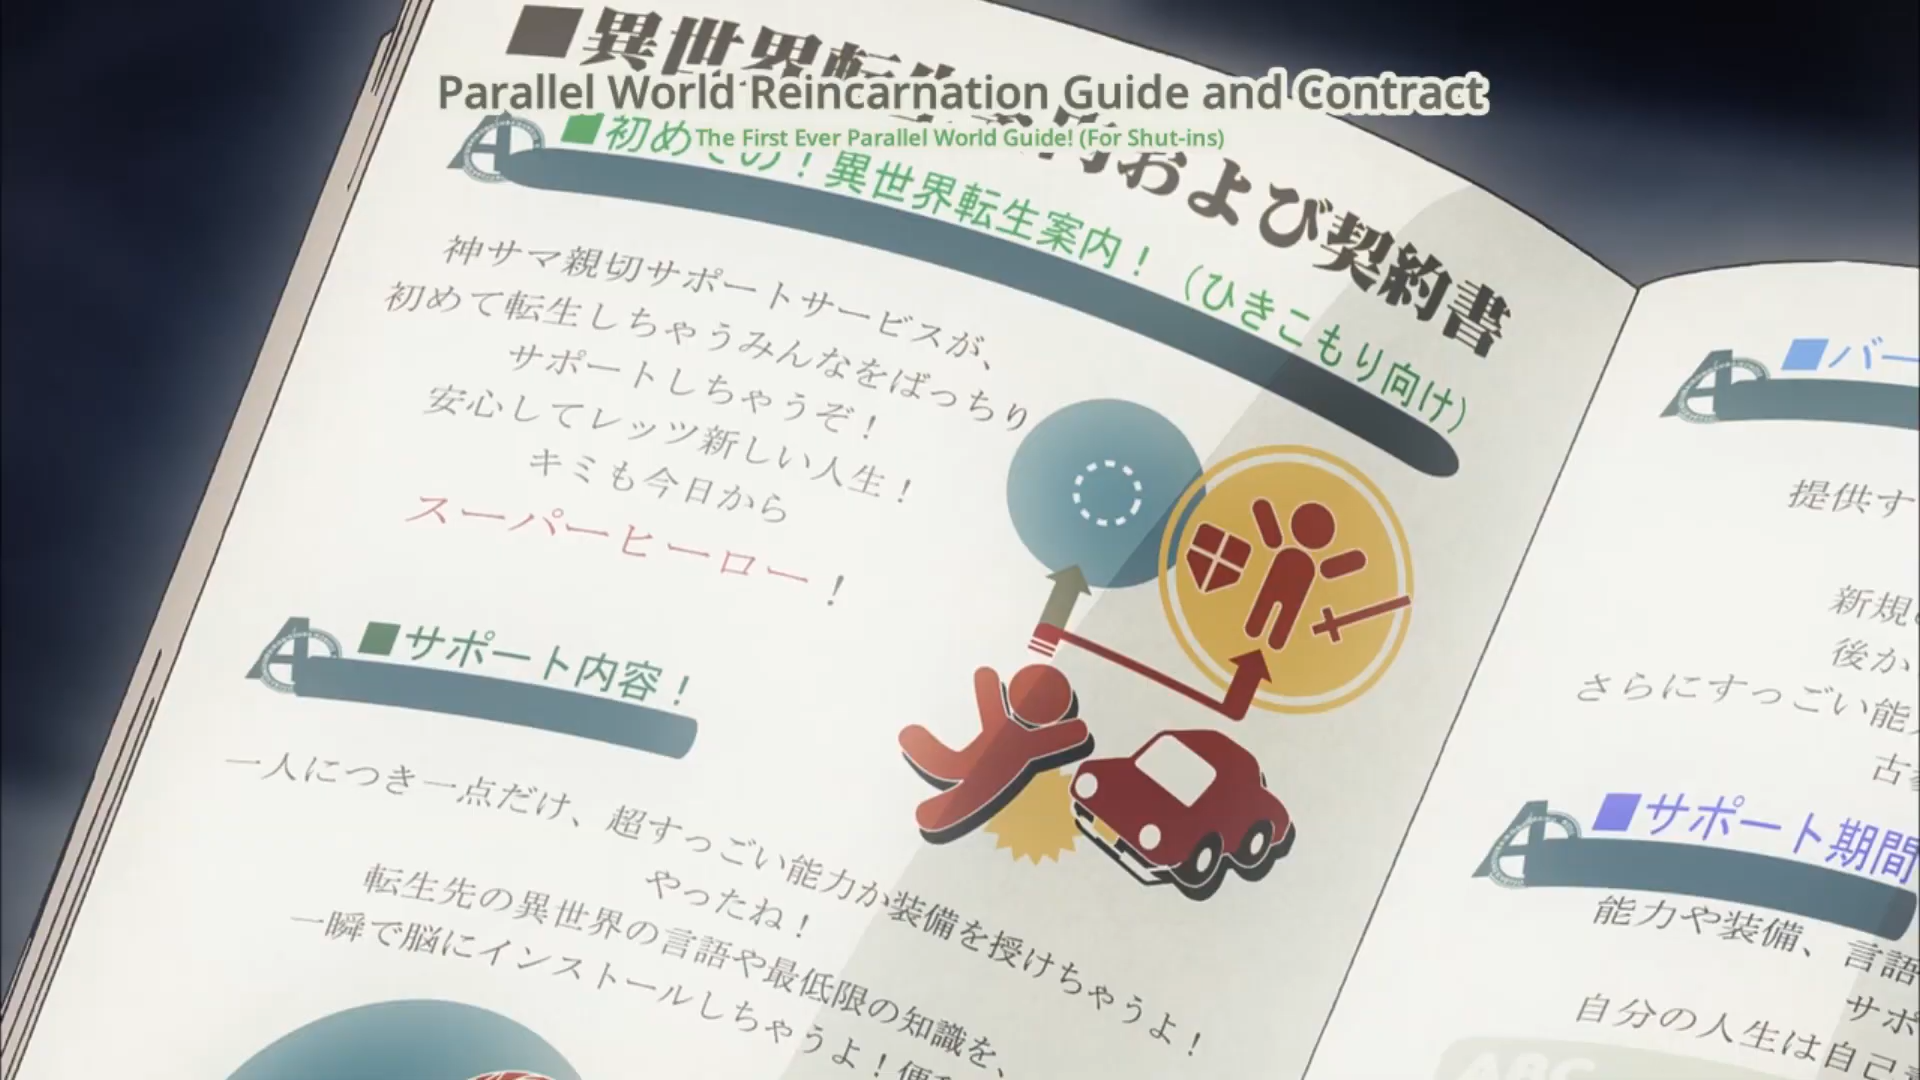 ■異世界転生案内および契約書
Parallel World Reincarnation Guide and Contract
The First Ever Parallel World Guide! (For Shut-ins)
■初めての！異世界転生案内！（ひきこもり向け）
神サマ親切サポートサービスが、
初めて転生しちゃうみんなをばっちり
サポートしちゃうぞ！
安心してレッツ新しい人生！
キミも今日から
スーパーヒーロー！
■サポート内容！
一人につき一点だけ、超すっごい能力か装備を授けちゃうよ！
やったね！
転生先の異世界の言語や最低限の知識を、
一瞬で脳にインストールしちゃうよ！便利
■バー
提供す
新規
後か
さらにすっごい能
古
■サポート期間
能力や装備、言語
サポ
自分の人生は自己
ABC